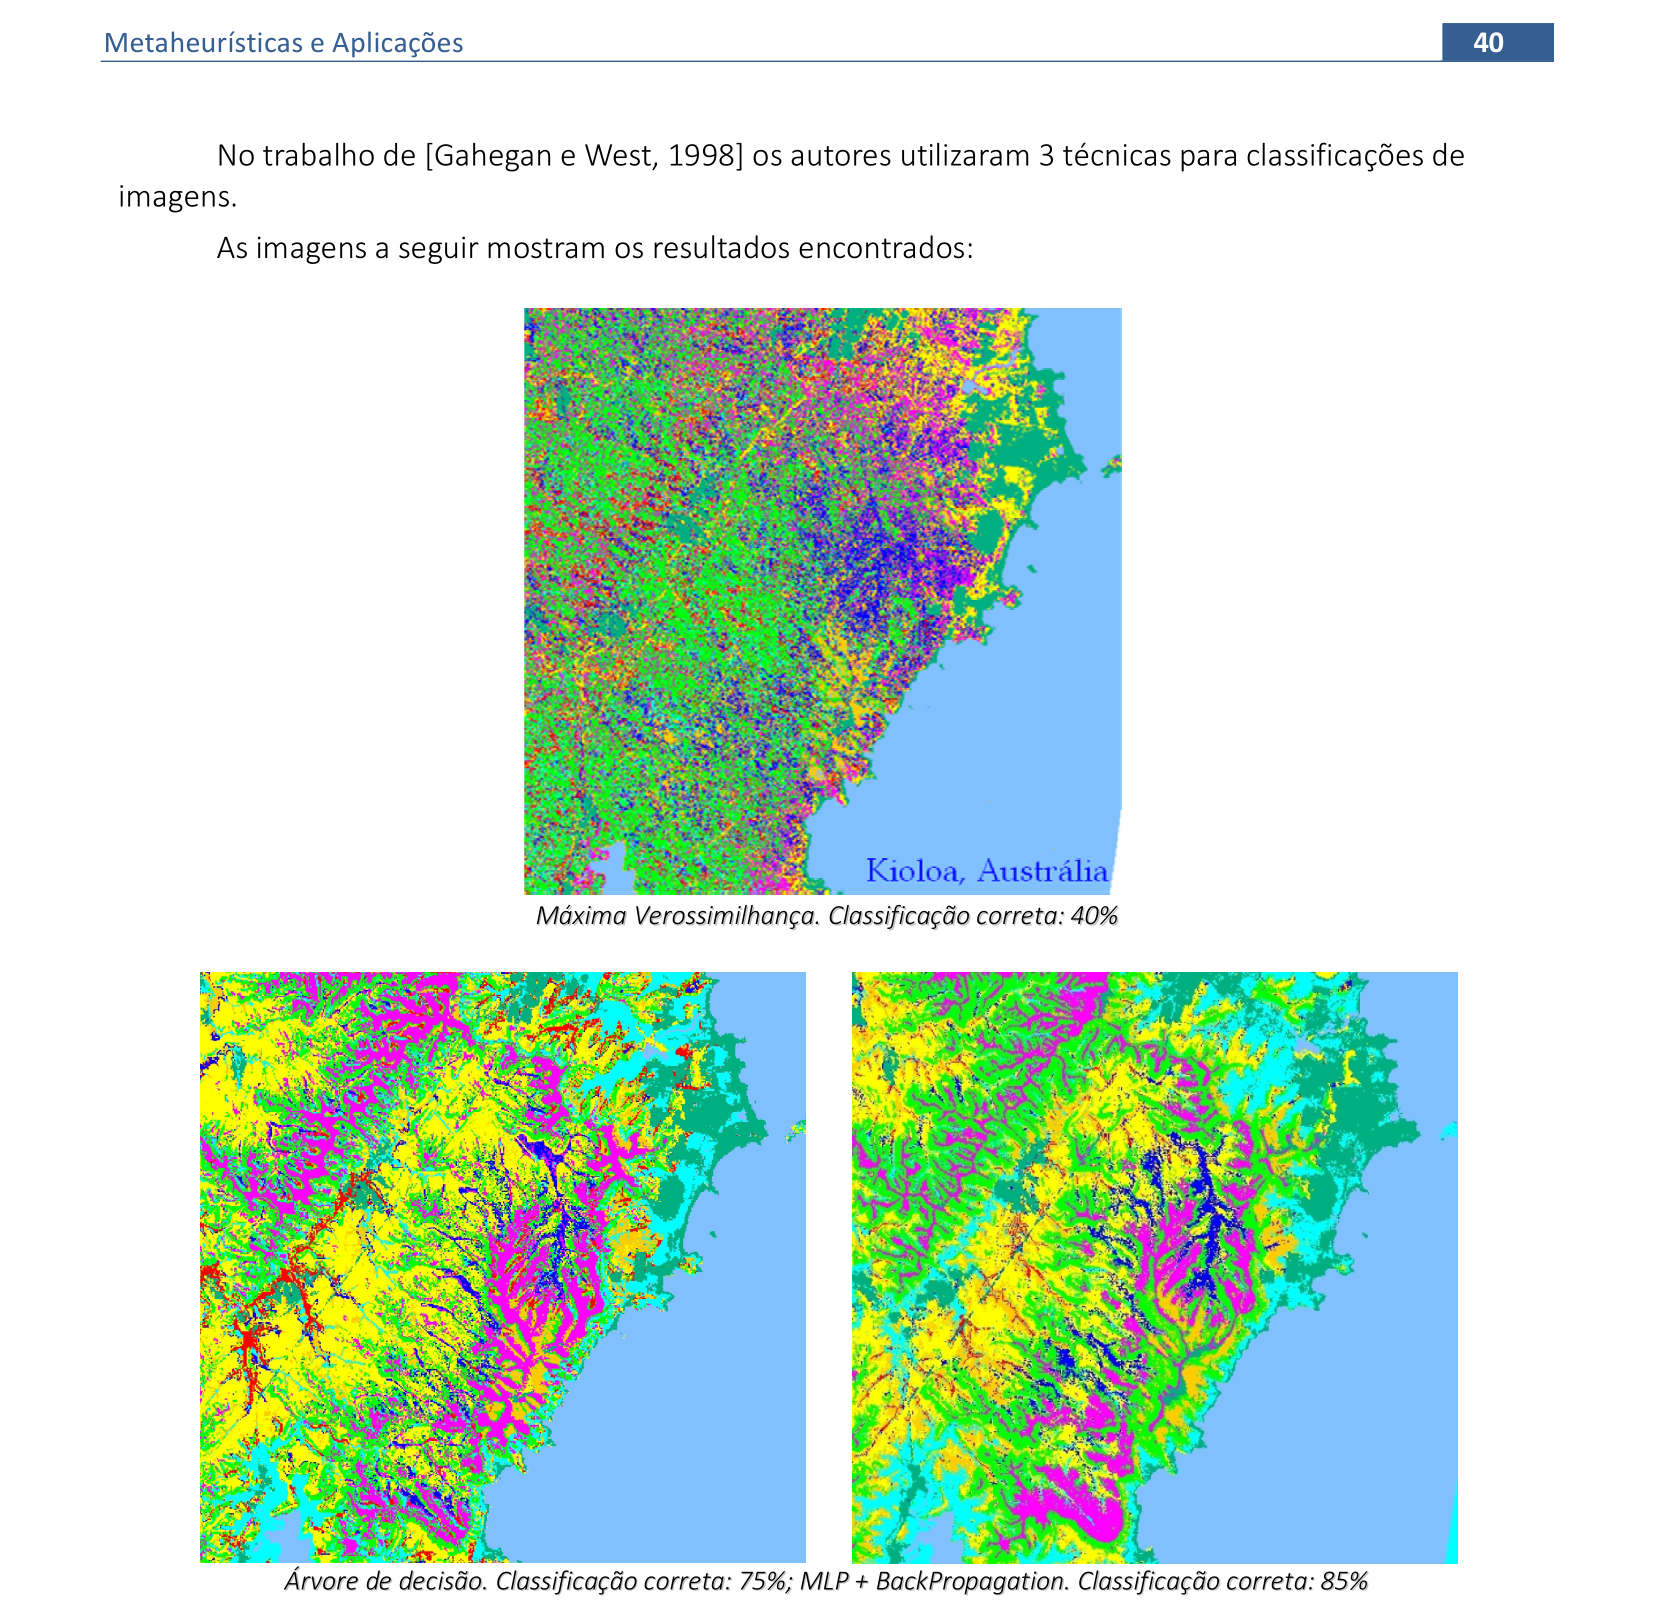 Metaheurísticas e Aplicações
40
No trabalho de [Gahegan e West, 1998] os autores utilizaram 3 técnicas para classificações de
imagens.
As imagens a seguir mostram os resultados encontrados:
Kioloa, Austrália
Máxima Verossimilhança. Classificação correta: 40%
Árvore de decisão. Classificação correta: 75%; MLP + BackPropagation. Classificação correta: 85%